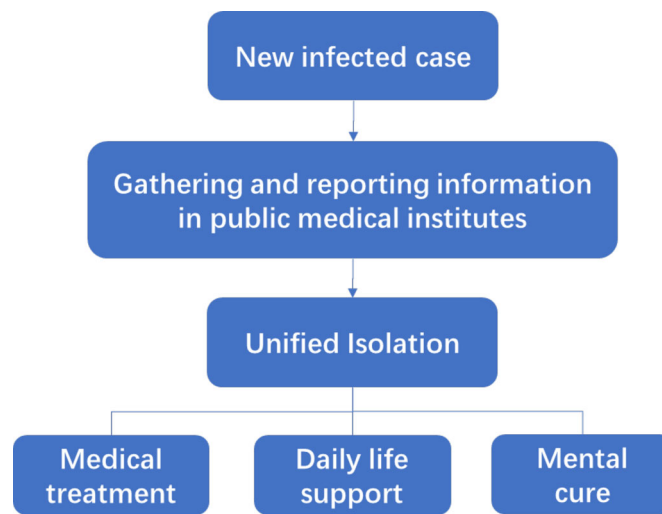 New infected case
Gathering and reporting information
in public medical institutes
Unified Isolation
Medical
treatment
Daily life
support
Mental
cure